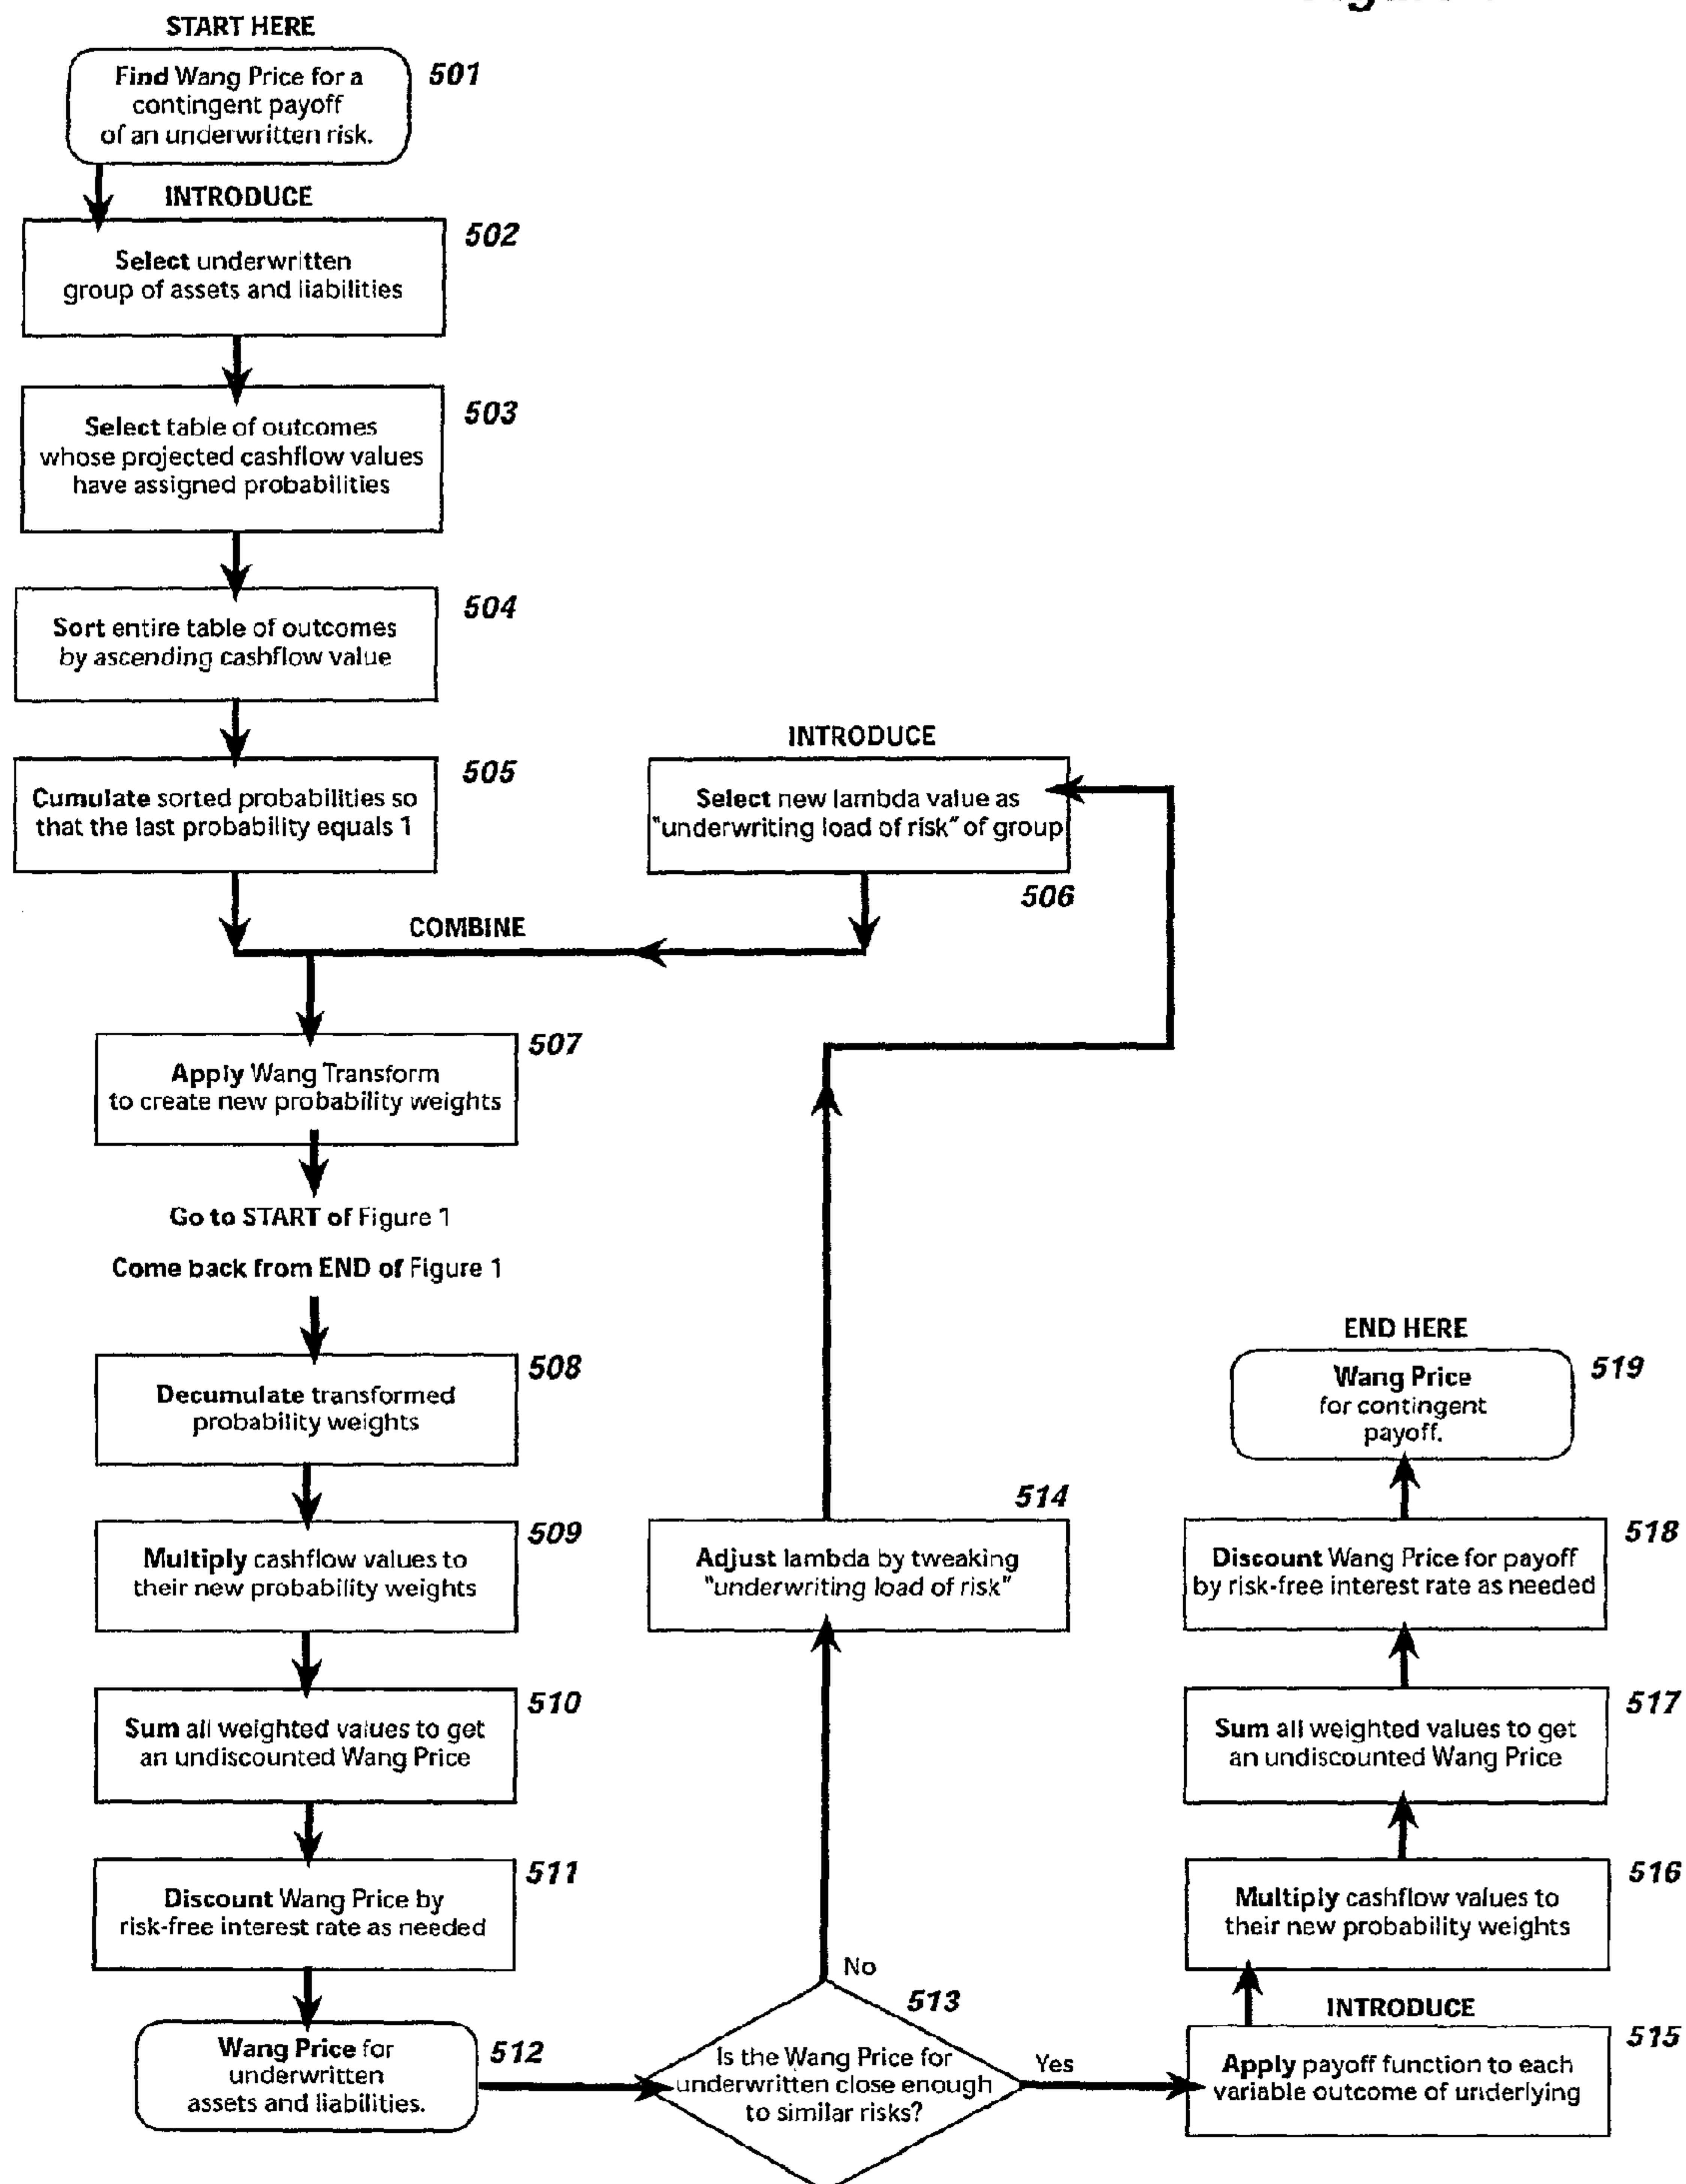 START HERE
Find Wang Price for a
contingent payoff
of an underwritten risk.
501
INTRODUCE
502
Select underwritten
group of assets and liabilities
503
Select table of outcomes
whose projected cashflow values
have assigned probabilities
504
Sort entire table of outcomes
by ascending cashflow value
505
Cumulate sorted probabilities so
that the last probability equals 1
INTRODUCE
Select new lambda value as
"underwriting load of risk" of group
506
COMBINE
507
Apply Wang Transform
to create new probability weights
Go to START of Figure 1
Come back from END of Figure 1
508
Decumulate transformed
probability weights
509
Multiply cashflow values to
their new probability weights
510
Sum all weighted values to get
an undiscounted Wang Price
511
Discount Wang Price by
risk-free interest rate as needed
Wang Price for
underwritten
assets and liabilities.
512
513
Is the Wang Price for
underwritten close enough
to similar risks?
No
514
Adjust lambda by tweaking
"underwriting load of risk"
Yes
INTRODUCE
515
Apply payoff function to each
variable outcome of underlying
516
Multiply cashflow values to
their new probability weights
517
Sum all weighted values to get
an undiscounted Wang Price
518
Discount Wang Price for payoff
by risk-free interest rate as needed
END HERE
519
Wang Price
for contingent
payoff.